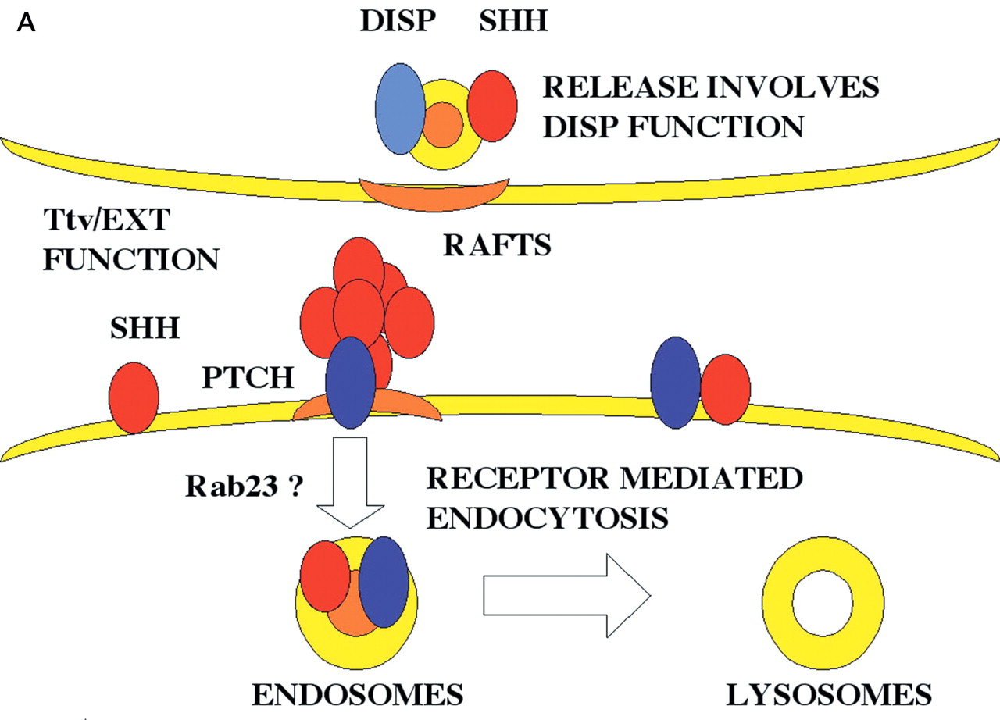 A
DISP SHH
RELEASE INVOLVES
DISP FUNCTION
Ttv/EXT
FUNCTION
RAFTS
SHH
PTCH
Rab23 ?
RECEPTOR MEDIATED
ENDOCYTOSIS
ENDOSOMES
LYSOSOMES